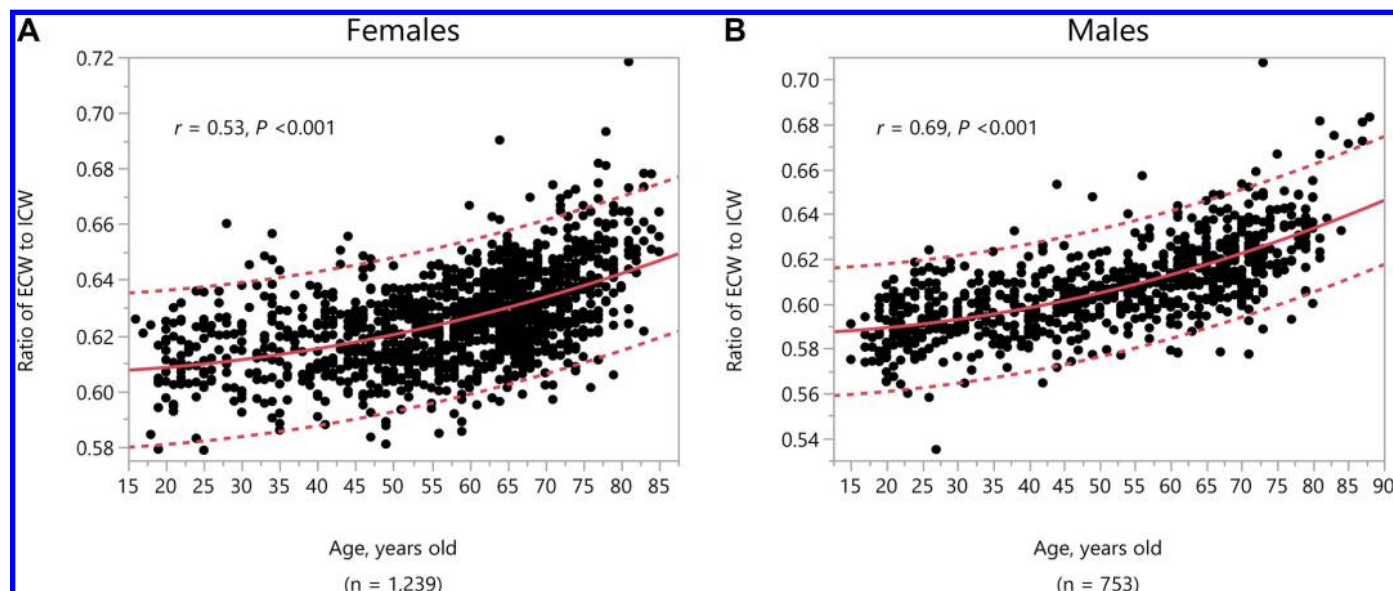 A
Females
0.72
0.70
0.68
0.66
0.64
0.62
0.60
0.58
Ratio of ECW to ICW
r = 0.53, P <0.001
15 20 25 30 35 40 45 50 55 60 65 70 75 80 85
Age, years old
(n = 1,239)
B
Males
0.70
0.68
0.66
0.64
0.62
0.60
0.58
0.56
0.54
Ratio of ECW to ICW
r = 0.69, P <0.001
15 20 25 30 35 40 45 50 55 60 65 70 75 80 85 90
Age, years old
(n = 753)